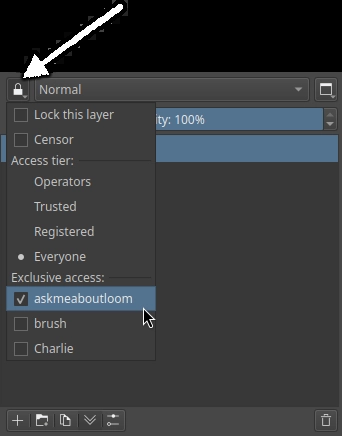 Normal
Lock this layer
ity: 100%
Censor
Access tier:
Operators
Trusted
Registered
Everyone
Exclusive access:
askmeaboutloom
brush
Charlie